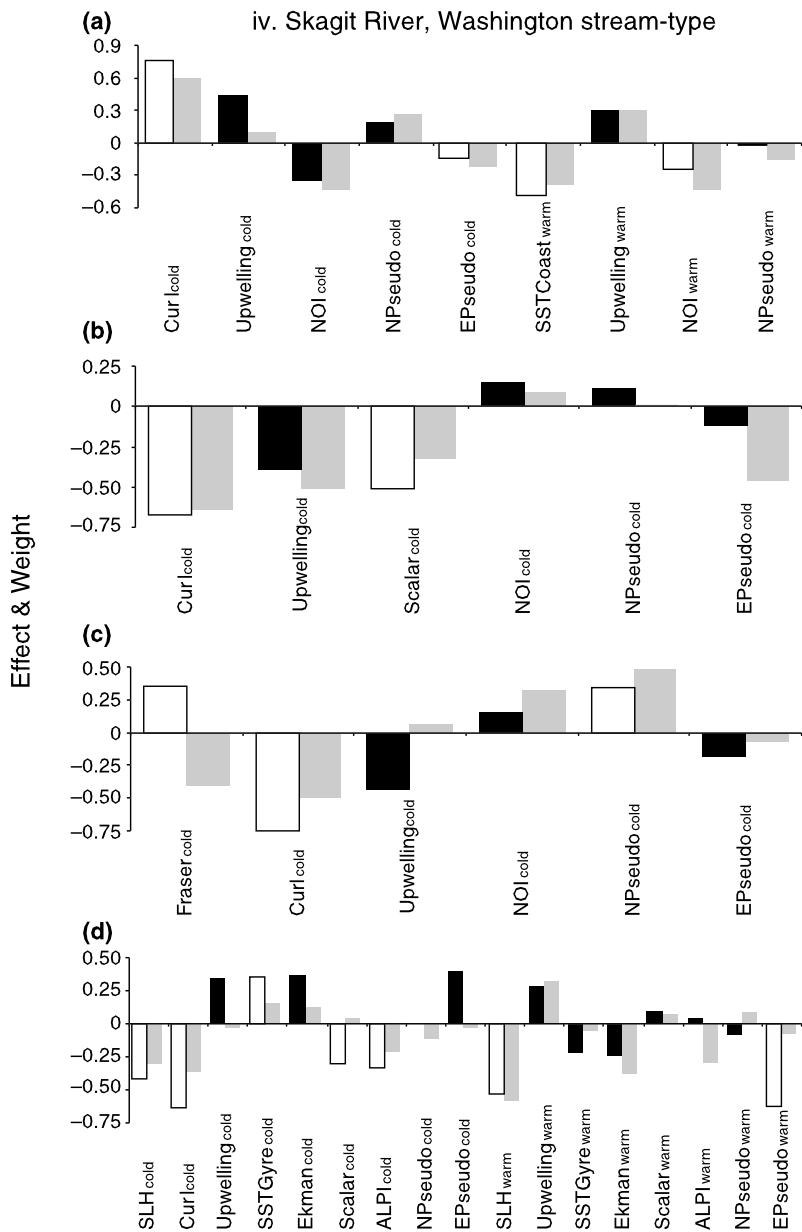 (a) iv. Skagit River, Washington stream-type
0.9
0.6
0.3
0
−0.3
−0.6
Curl cold
Upwelling cold
NOI cold
NPseudo cold
EPseudo cold
SSTCoast warm
Upwelling warm
NOI warm
NPseudo warm
(b)
0.25
0
−0.25
−0.50
−0.75
Curl cold
Upwelling cold
Scalar cold
NOI cold
NPseudo cold
EPseudo cold
Effect & Weight
(c)
0.50
0.25
0
−0.25
−0.50
−0.75
Fraser cold
Curl cold
Upwelling cold
NOI cold
NPseudo cold
EPseudo cold
(d)
0.50
0.25
0
−0.25
−0.50
−0.75
SLH cold
Curl cold
Upwelling cold
SSTGyre cold
Ekman cold
Scalar cold
ALPI cold
NPseudo cold
EPseudo cold
SLH warm
Upwelling warm
SSTGyre warm
Ekman warm
Scalar warm
ALPI warm
NPseudo warm
EPseudo warm